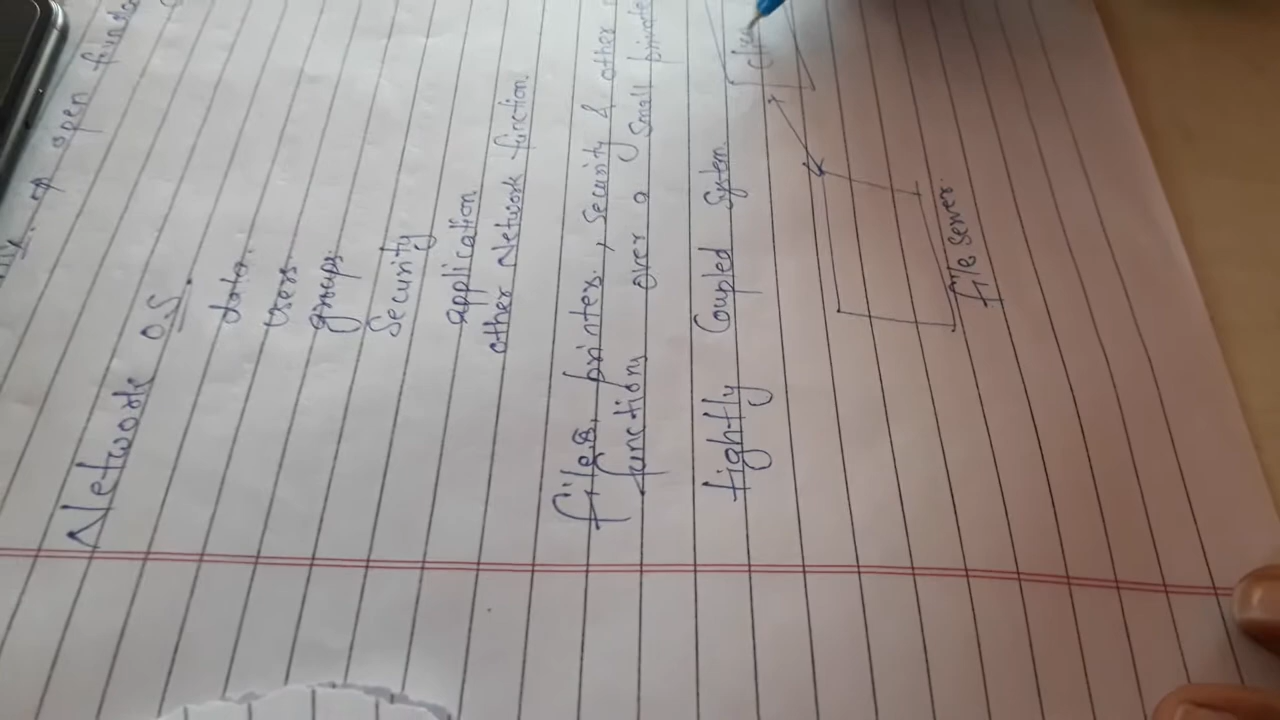 open
Network O.S.
data.
users.
groups.
Security
application.
other Network function.
files, printers, Security & other
functions over a small private
tightly Coupled System.
file server.